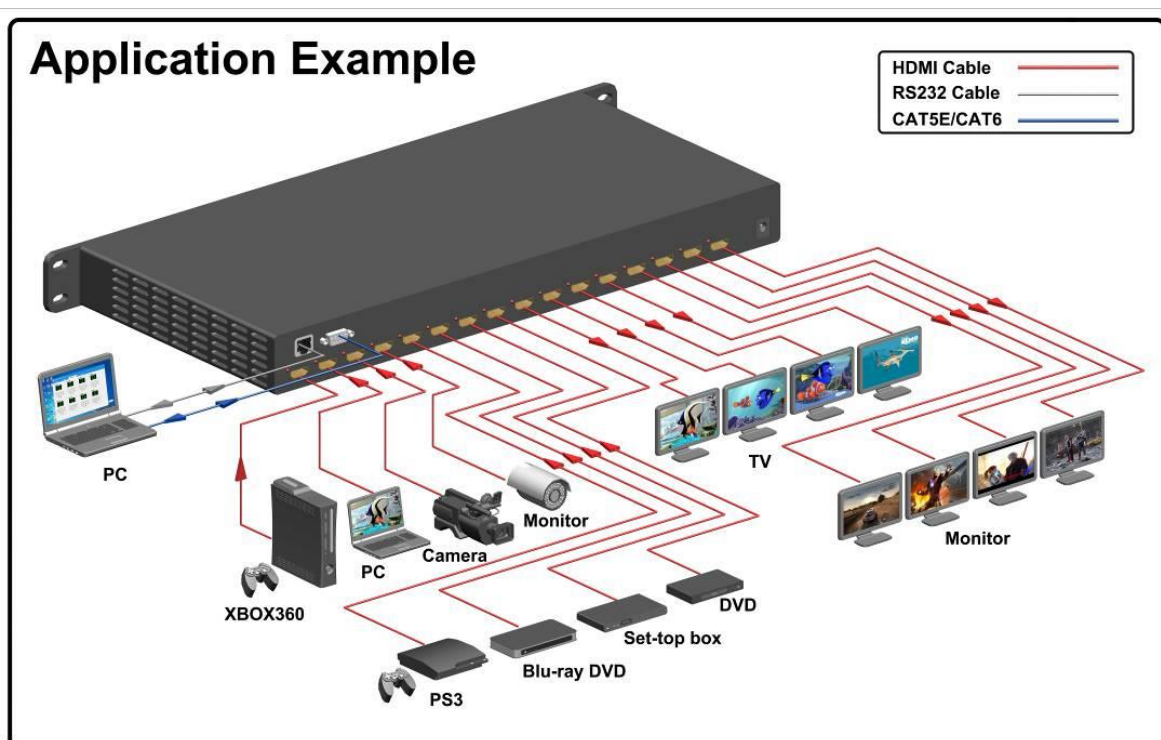 Application Example
HDMI Cable
RS232 Cable
CAT5E/CAT6
PC
TV
Monitor
Monitor
Camera
PC
XBOX360
DVD
Set-top box
Blu-ray DVD
PS3